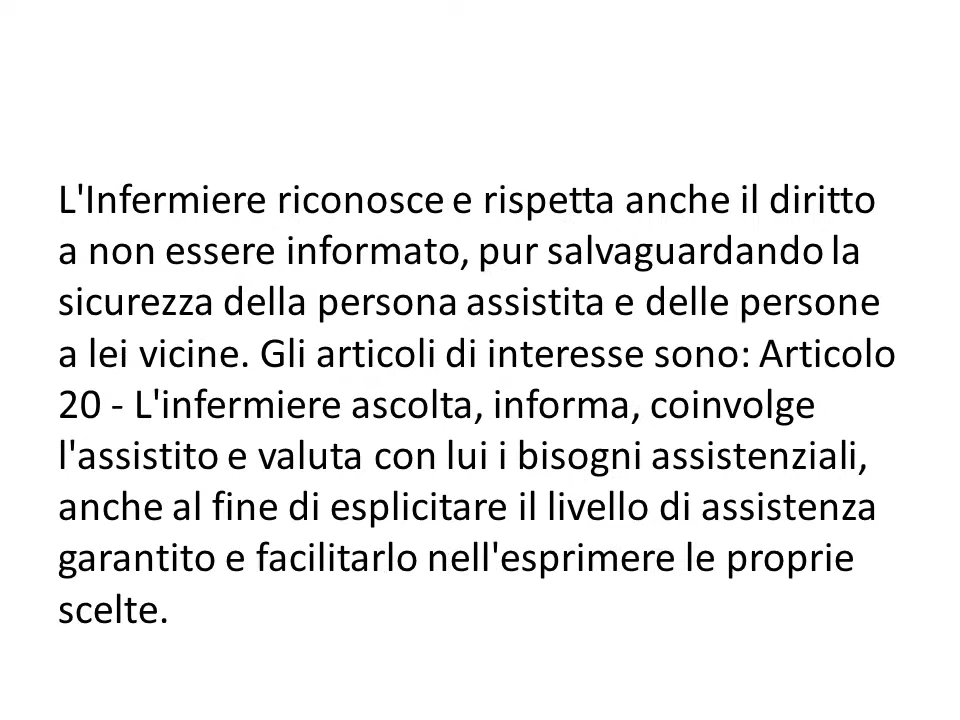 L'Infermiere riconosce e rispetta anche il diritto
a non essere informato, pur salvaguardando la
sicurezza della persona assistita e delle persone
a lei vicine. Gli articoli di interesse sono: Articolo
20 - L'infermiere ascolta, informa, coinvolge
l'assistito e valuta con lui i bisogni assistenziali,
anche al fine di esplicitare il livello di assistenza
garantito e facilitarlo nell'esprimere le proprie
scelte.